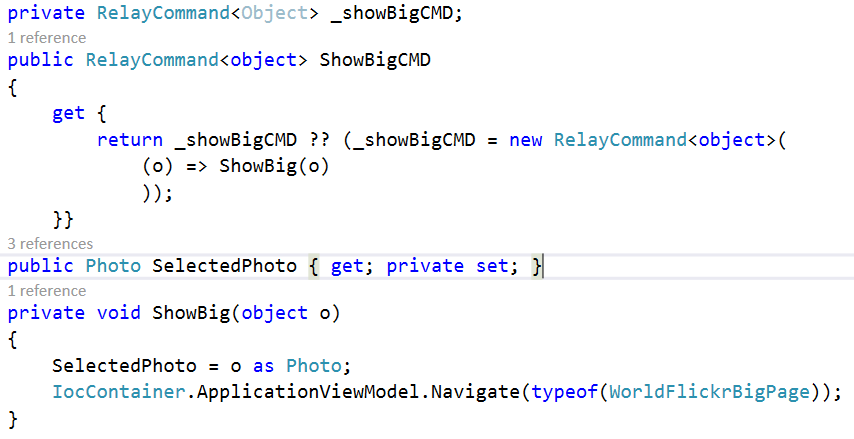 private RelayCommand<Object> _showBigCMD;
1 reference
public RelayCommand<object> ShowBigCMD
{
    get {
        return _showBigCMD ?? (_showBigCMD = new RelayCommand<object>(
            (o) => ShowBig(o)
            ));
    }}
3 references
public Photo SelectedPhoto { get; private set; }
1 reference
private void ShowBig(object o)
{
    SelectedPhoto = o as Photo;
    IocContainer.ApplicationViewModel.Navigate(typeof(WorldFlickrBigPage));
}